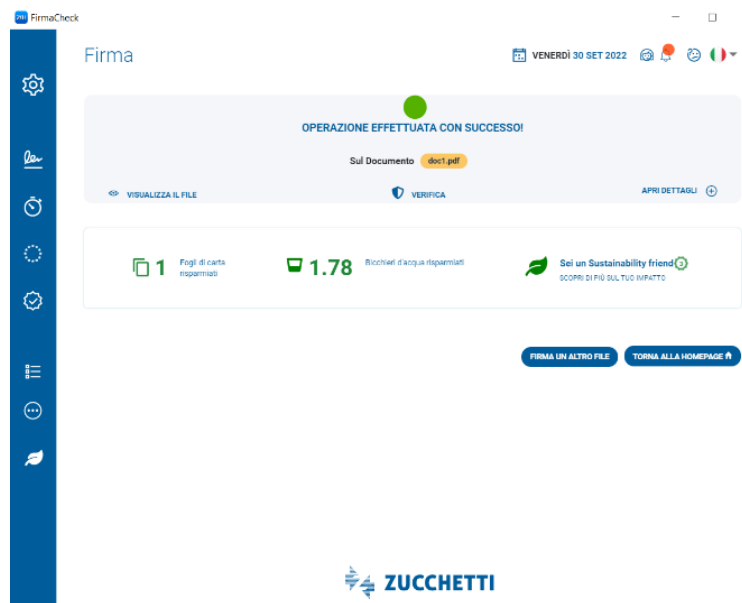 FirmaCheck
Firma
VENERDÌ 30 SET 2022
OPERAZIONE EFFETTUATA CON SUCCESSO!
Sul Documento doc1.pdf
VISUALIZZA IL FILE
VERIFICA
APRI DETTAGLI
1 Fogli di carta
risparmiati
1.78 Bicchieri d'acqua risparmiati
Sei un Sustainability friend
SCOPRI DI PIÙ SUL TUO IMPATTO
FIRMA UN ALTRO FILE
TORNA ALLA HOMEPAGE
ZUCCHETTI